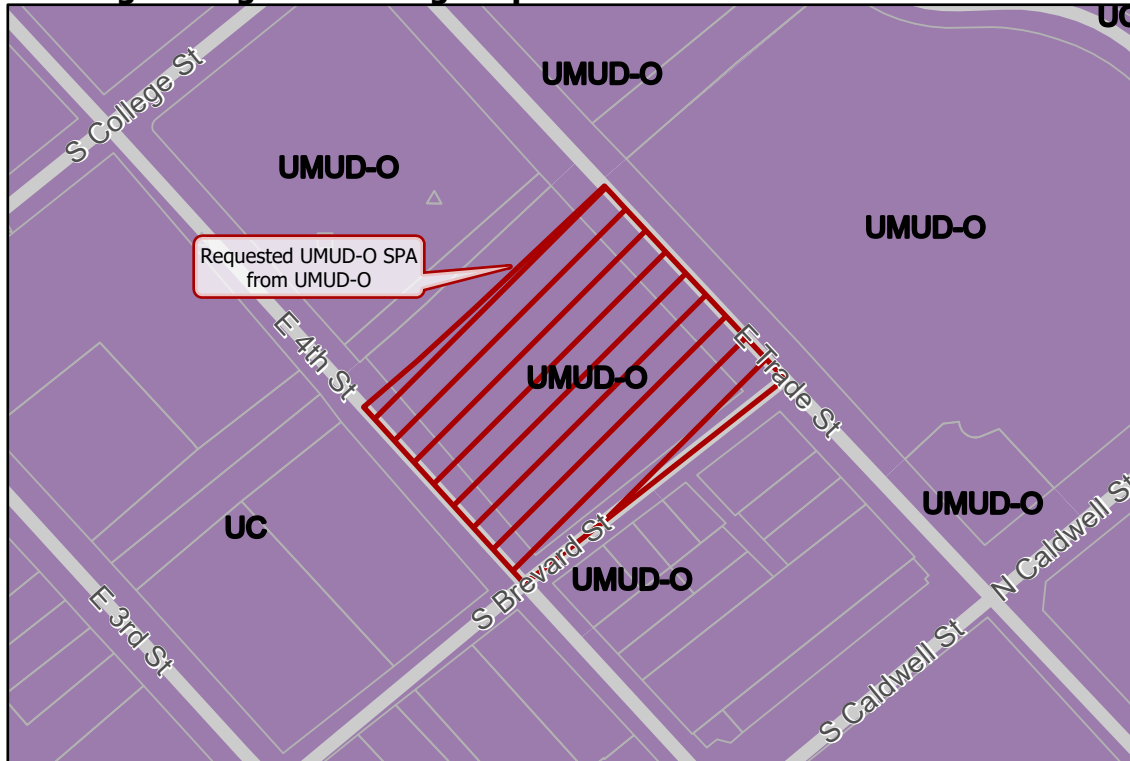 UC
UMUD-O
S College St
UMUD-O
UMUD-O
Requested UMUD-O SPA
from UMUD-O
E 4th St
E Trade St
UMUD-O
UMUD-O
UC
N Caldwell St
S Brevard St
UMUD-O
E 3rd St
S Caldwell St